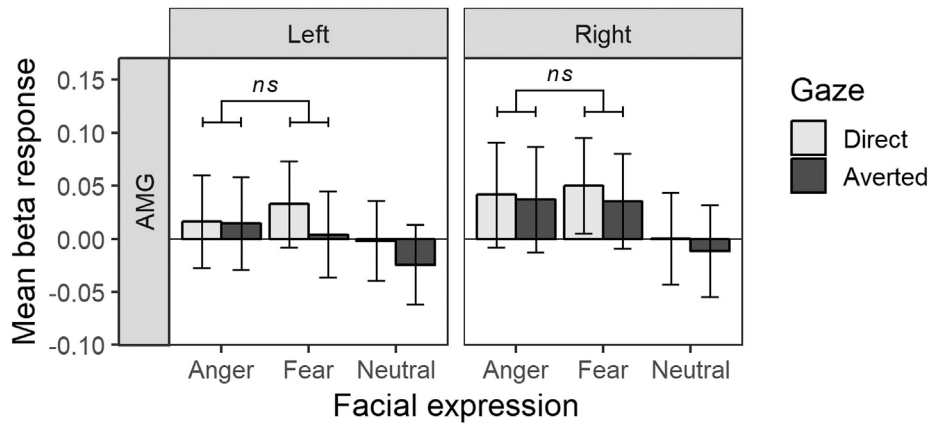 Left
Right
Mean beta response
AMG
0.15
0.10
0.05
0.00
-0.05
-0.10
ns
ns
Anger Fear Neutral
Anger Fear Neutral
Facial expression
Gaze
Direct
Averted